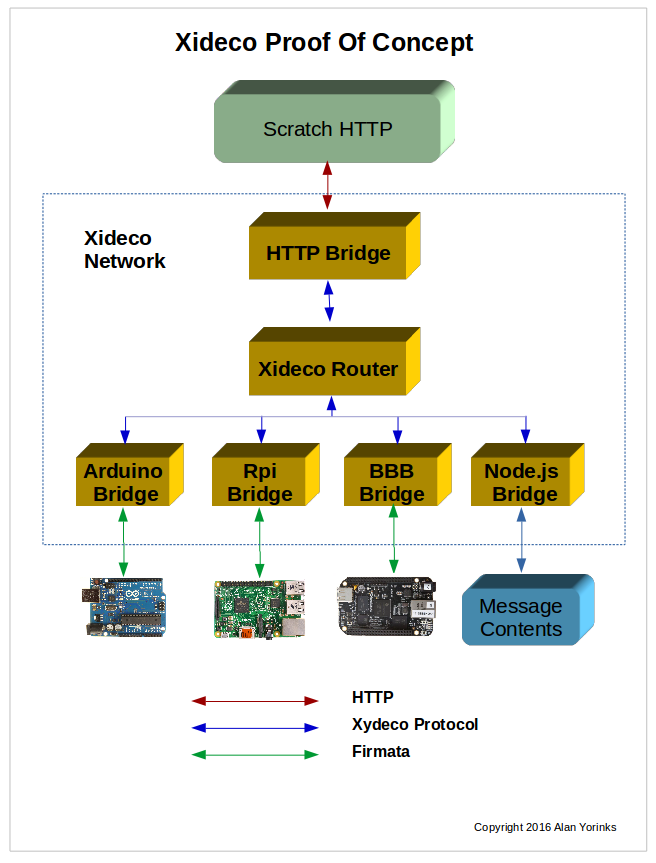 Xideco Proof Of Concept
Scratch HTTP
Xideco
Network
HTTP Bridge
Xideco Router
Arduino
Bridge
Rpi
Bridge
BBB
Bridge
Node.js
Bridge
Message
Contents
HTTP
Xydeco Protocol
Firmata
Copyright 2016 Alan Yorinks